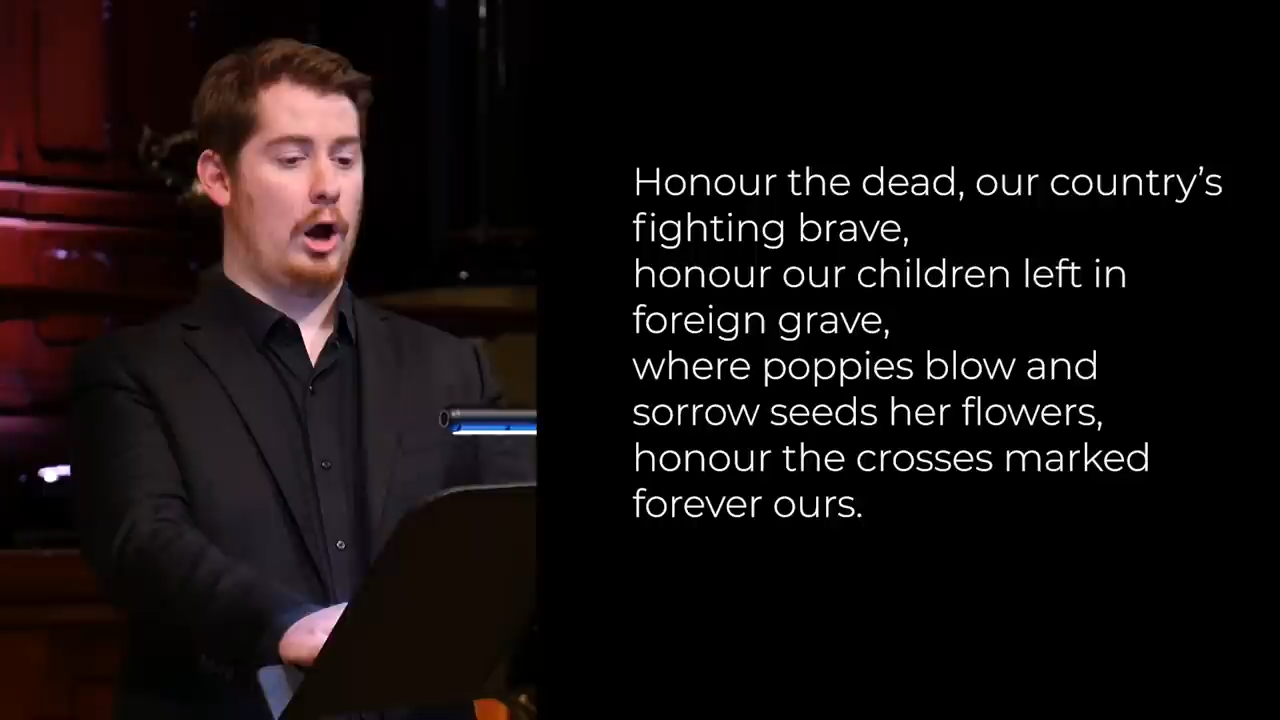 Honour the dead, our country’s
fighting brave,
honour our children left in
foreign grave,
where poppies blow and
sorrow seeds her flowers,
honour the crosses marked
forever ours.